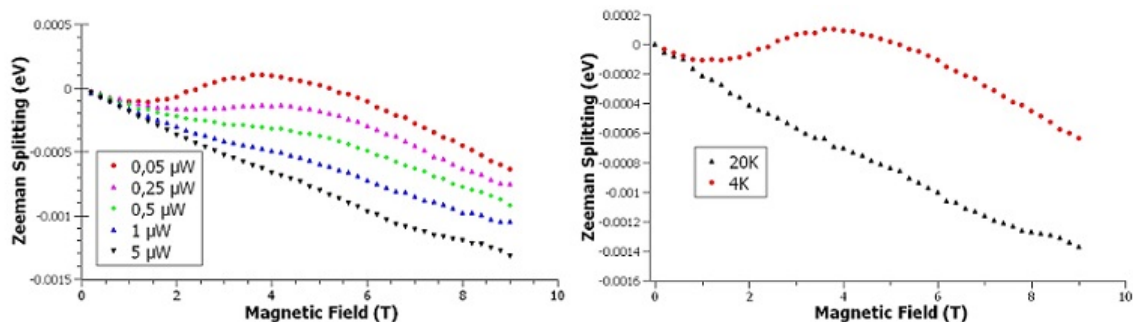 0.0005
0
-0.0005
-0.001
-0.0015
0 2 4 6 8 10
Zeeman Splitting (eV)
Magnetic Field (T)
0,05 µW
0,25 µW
0,5 µW
1 µW
5 µW
0.0002
0
-0.0002
-0.0004
-0.0006
-0.0008
-0.001
-0.0012
-0.0014
-0.0016
0 2 4 6 8 10
Zeeman Splitting (eV)
Magnetic Field (T)
20K
4K